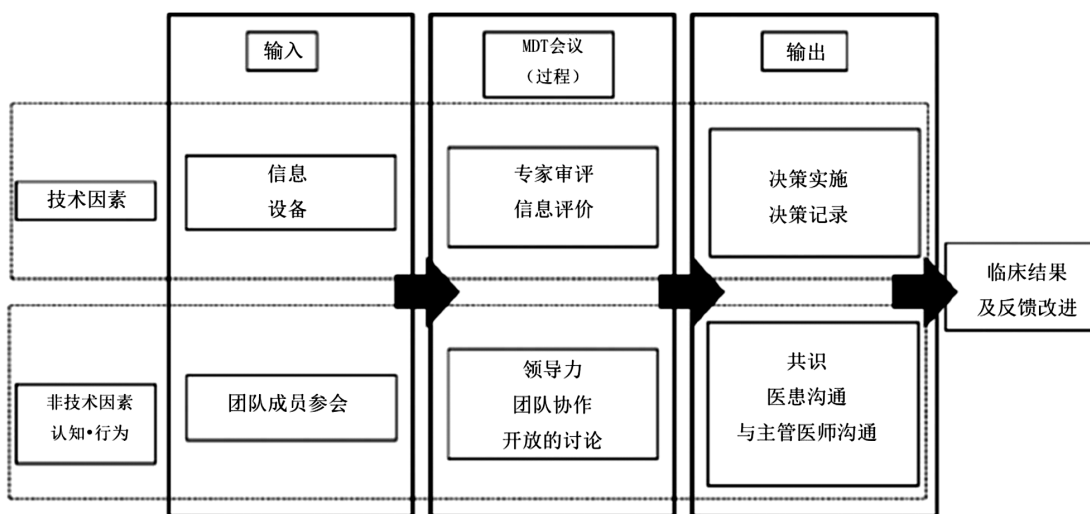 输入
MDT会议
（过程）
输出
技术因素
信息
设备
专家审评
信息评价
决策实施
决策记录
临床结果
及反馈改进
非技术因素
认知•行为
团队成员参会
领导力
团队协作
开放的讨论
共识
医患沟通
与主管医师沟通